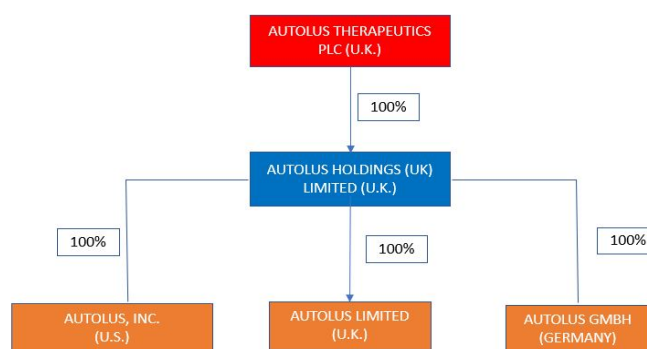 AUTOLUS THERAPEUTICS
PLC (U.K.)
100%
AUTOLUS HOLDINGS (UK)
LIMITED (U.K.)
100%
100%
100%
AUTOLUS, INC.
(U.S.)
AUTOLUS LIMITED
(U.K.)
AUTOLUS GMBH
(GERMANY)